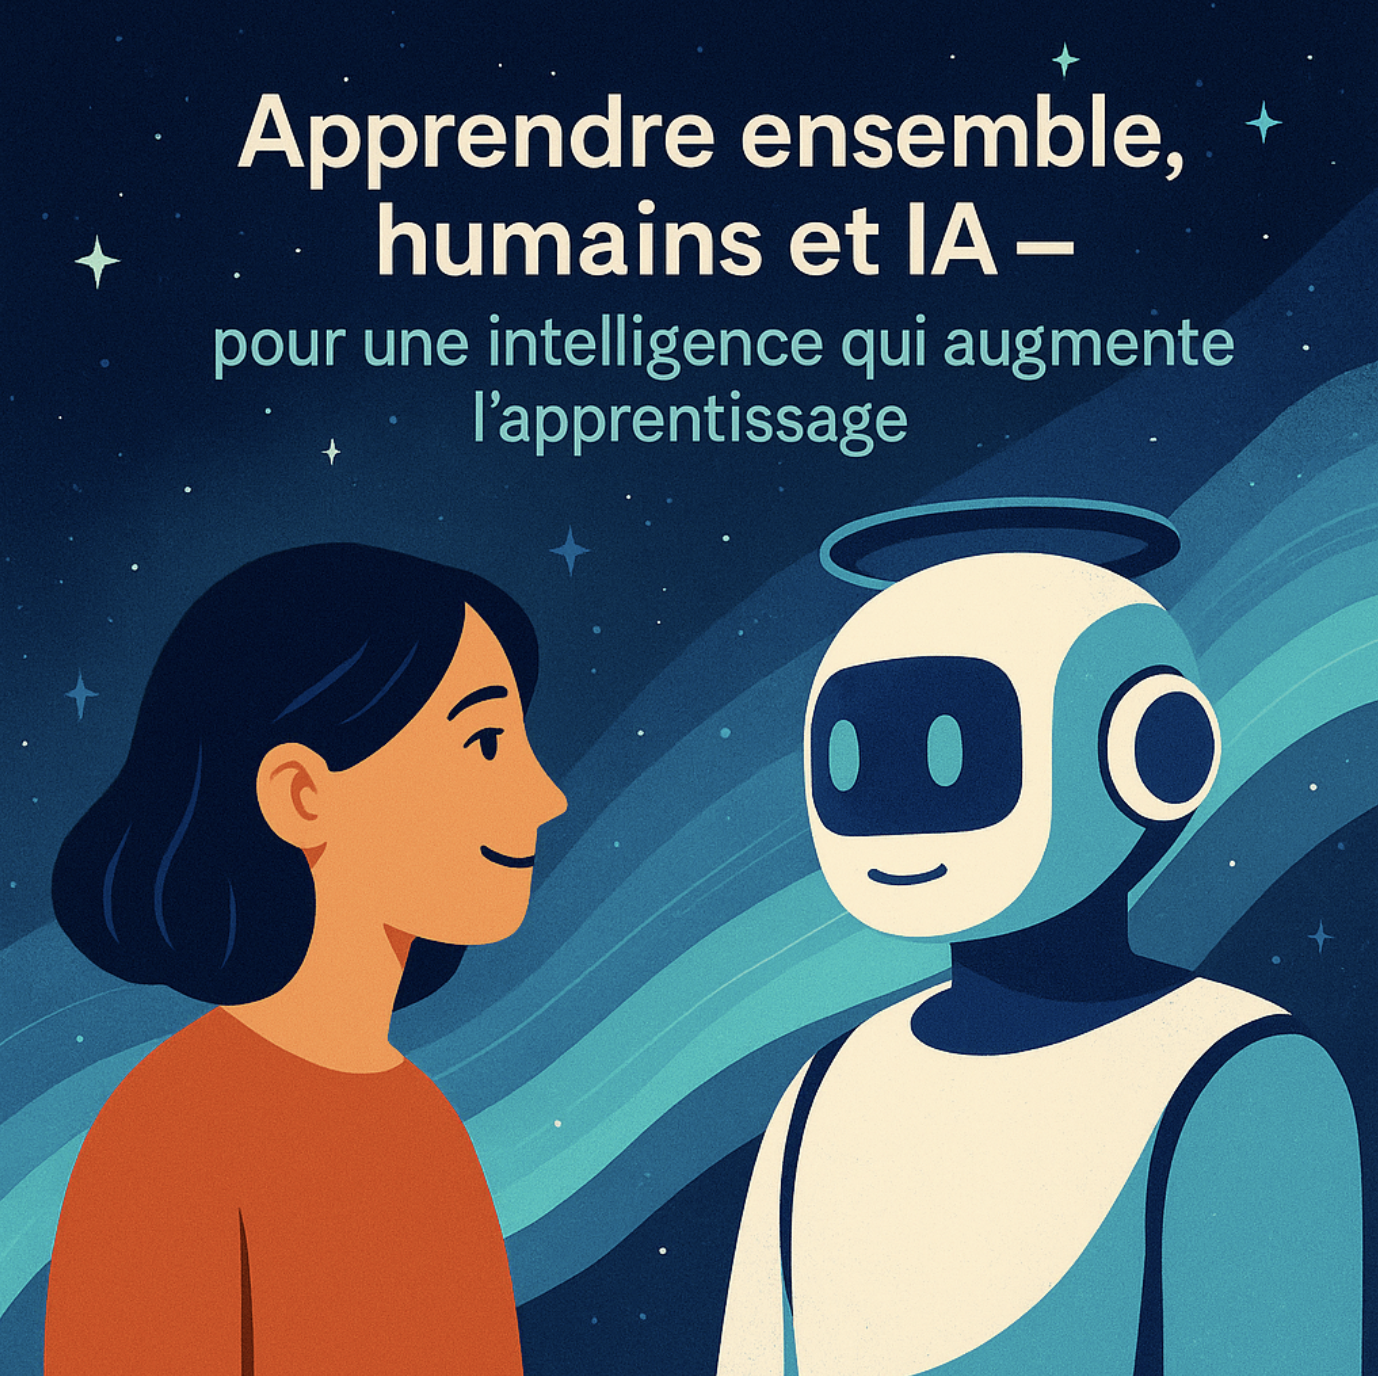 Apprendre ensemble,
humains et IA –
pour une intelligence qui augmente
l’apprentissage